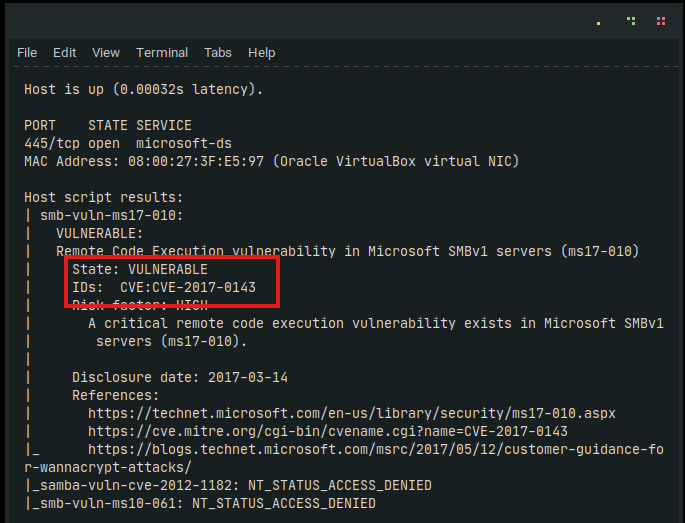 File Edit View Terminal Tabs Help
Host is up (0.00032s latency).
PORT    STATE SERVICE
445/tcp open  microsoft-ds
MAC Address: 08:00:27:3F:E5:97 (Oracle VirtualBox virtual NIC)
Host script results:
| smb-vuln-ms17-010:
|   VULNERABLE:
|   Remote Code Execution vulnerability in Microsoft SMBv1 servers (ms17-010)
|     State: VULNERABLE
|     IDs:  CVE:CVE-2017-0143
|     Risk factor: HIGH
|       A critical remote code execution vulnerability exists in Microsoft SMBv1
|        servers (ms17-010).
|
|     Disclosure date: 2017-03-14
|     References:
|       https://technet.microsoft.com/en-us/library/security/ms17-010.aspx
|       https://cve.mitre.org/cgi-bin/cvename.cgi?name=CVE-2017-0143
|_      https://blogs.technet.microsoft.com/msrc/2017/05/12/customer-guidance-fo
r-wannacrypt-attacks/
|_samba-vuln-cve-2012-1182: NT_STATUS_ACCESS_DENIED
|_smb-vuln-ms10-061: NT_STATUS_ACCESS_DENIED